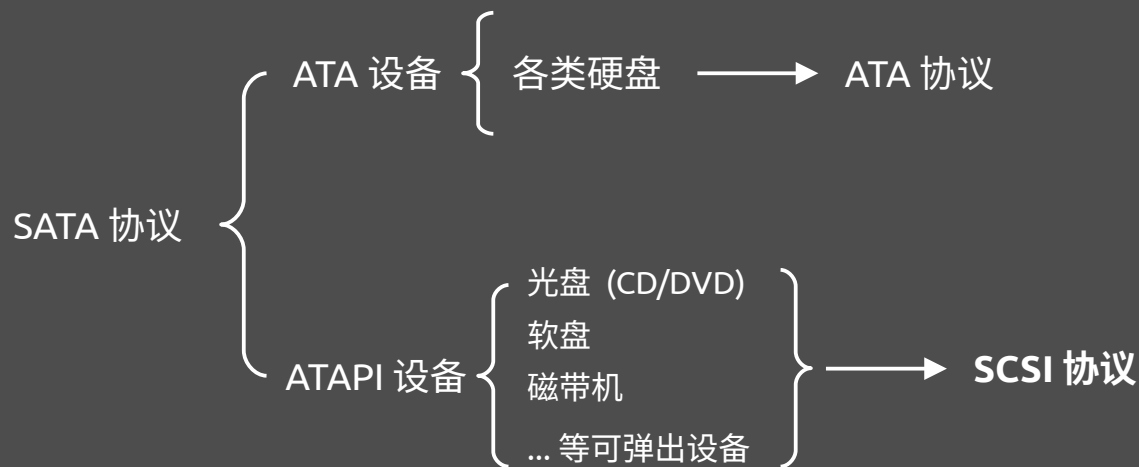 ATA 设备
各类硬盘
ATA 协议
SATA 协议
ATAPI 设备
光盘 (CD/DVD)
软盘
磁带机
... 等可弹出设备
SCSI 协议